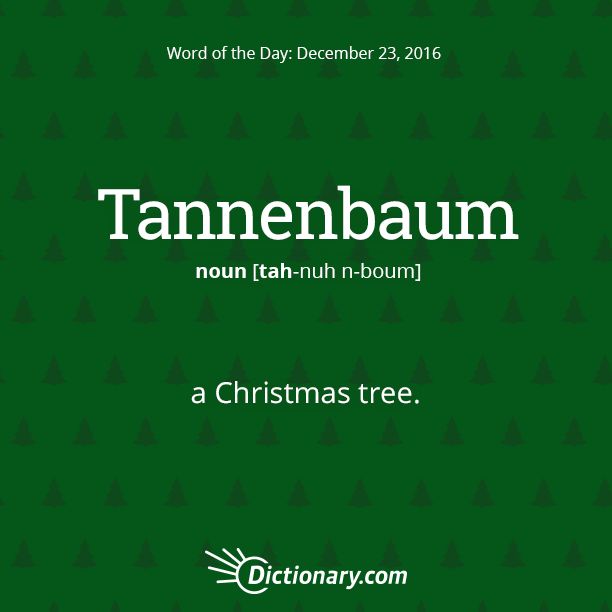 Word of the Day: December 23, 2016
Tannenbaum
noun [tah-nuh n-boum]
a Christmas tree.
Dictionary.com